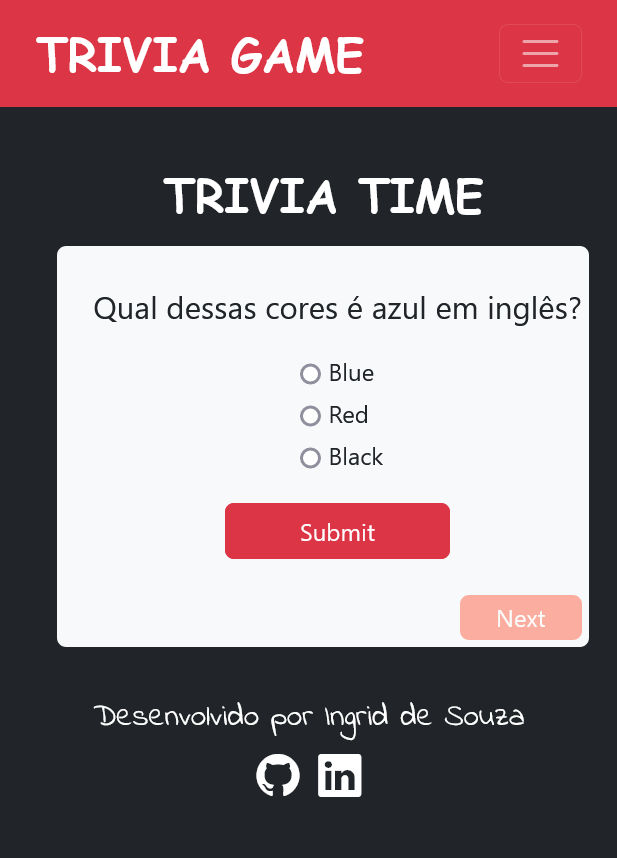 TRIVIA GAME
TRIVIA TIME
Qual dessas cores é azul em inglês?
Blue
Red
Black
Submit
Next
Desenvolvido por Ingrid de Souza
in